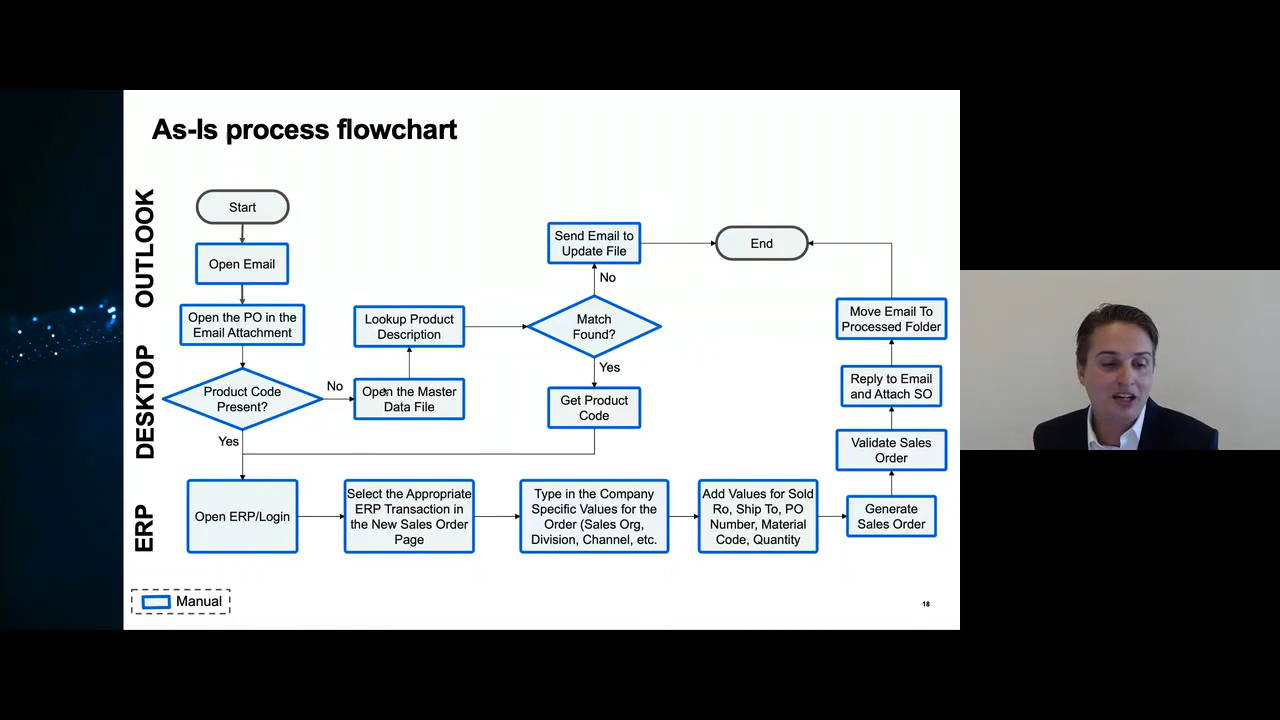 As-Is process flowchart
OUTLOOK
DESKTOP
ERP
Start
Open Email
Open the PO in the
Email Attachment
Product Code
Present?
No
Yes
Open the Master
Data File
Lookup Product
Description
Match
Found?
No
Send Email to
Update File
End
Yes
Get Product
Code
Open ERP/Login
Select the Appropriate
ERP Transaction in
the New Sales Order
Page
Type in the Company
Specific Values for the
Order (Sales Org,
Division, Channel, etc.
Add Values for Sold
Ro, Ship To, PO
Number, Material
Code, Quantity
Generate
Sales Order
Validate Sales
Order
Reply to Email
and Attach SO
Move Email To
Processed Folder
Manual
18